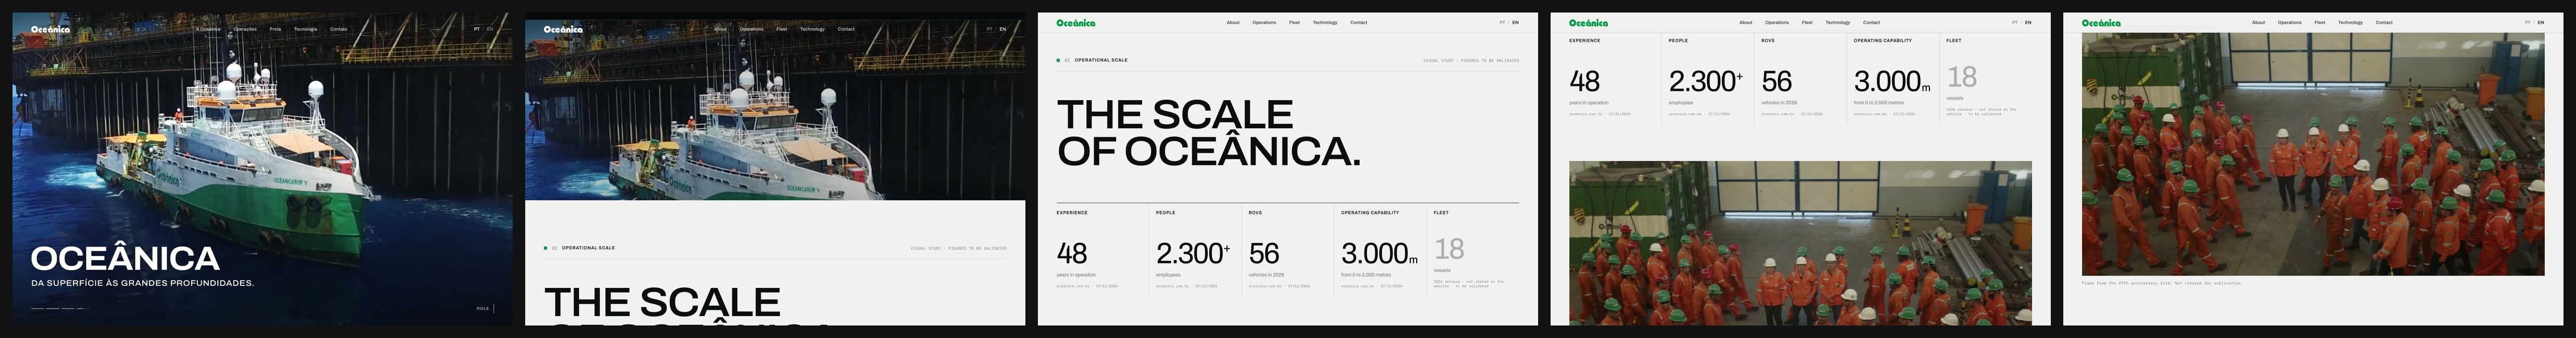 Oceânica
A Oceânica Operações Frota Tecnologia Contato
PT / EN
OCEÂNICA
DA SUPERFÍCIE ÀS GRANDES PROFUNDIDADES.
ROLE
Oceânica
About Operations Fleet Technology Contact
PT / EN
02 OPERATIONAL SCALE
VISUAL STUDY · FIGURES TO BE VALIDATED
THE SCALE
Oceânica
About Operations Fleet Technology Contact
PT / EN
02 OPERATIONAL SCALE
VISUAL STUDY · FIGURES TO BE VALIDATED
THE SCALE
OF OCEÂNICA.
EXPERIENCE
48
years in operation
PEOPLE
2.300+
employees
ROVS
56
vehicles in 2026
OPERATING CAPABILITY
3.000m
from 0 to 3,000 metres
FLEET
18
vessels
Oceânica
About Operations Fleet Technology Contact
PT / EN
EXPERIENCE
48
years in operation
PEOPLE
2.300+
employees
ROVS
56
vehicles in 2026
OPERATING CAPABILITY
3.000m
from 0 to 3,000 metres
FLEET
18
vessels
Oceânica
About Operations Fleet Technology Contact
PT / EN